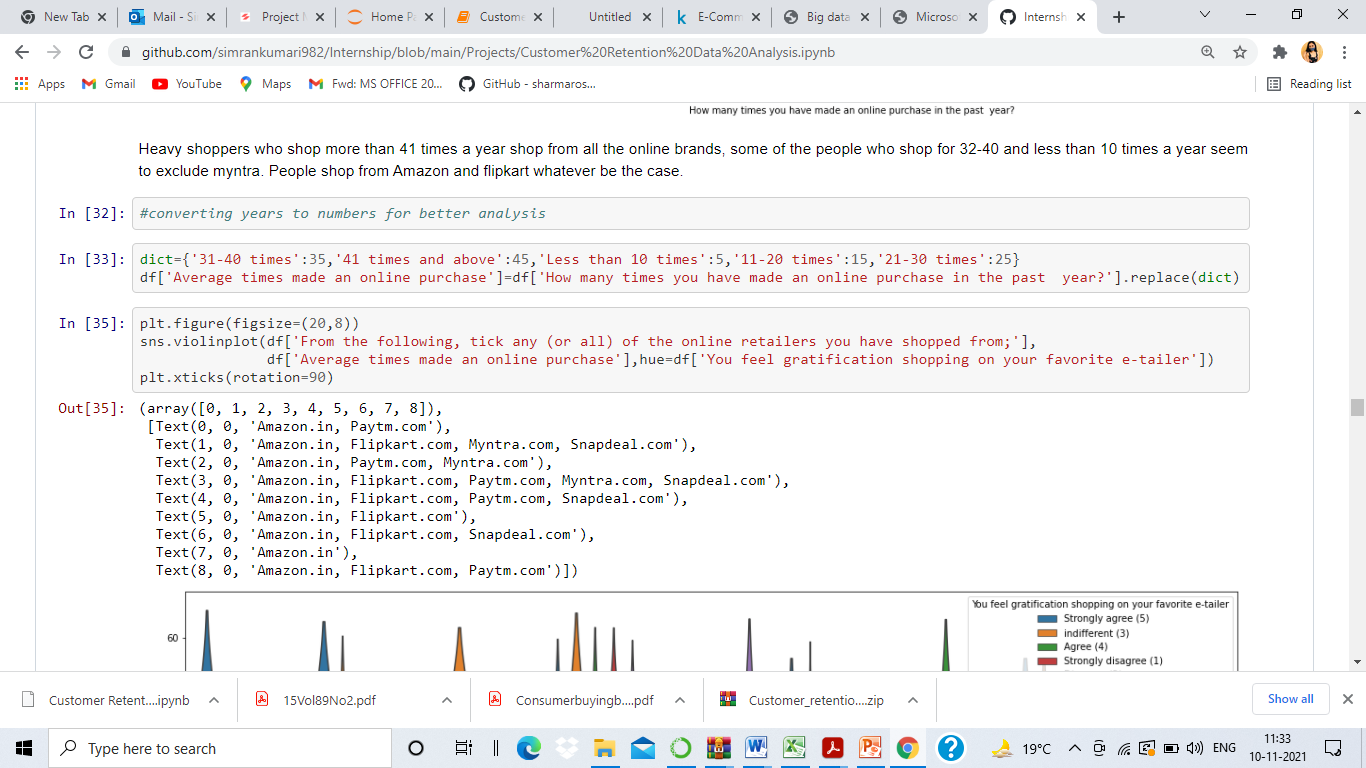 New Tab
Mail - Si
Project M
Home Pa
Custome
Untitled
E-Comm
Big data
Microso
Internsh
github.com/simrankumari982/Internship/blob/main/Projects/Customer%20Retention%20Data%20Analysis.ipynb
Apps
Gmail
YouTube
Maps
Fwd: MS OFFICE 20...
GitHub - sharmaros...
Reading list
How many times you have made an online purchase in the past  year?
Heavy shoppers who shop more than 41 times a year shop from all the online brands, some of the people who shop for 32-40 and less than 10 times a year seem
to exclude myntra. People shop from Amazon and flipkart whatever be the case.
In [32]: #converting years to numbers for better analysis
In [33]: dict={'31-40 times':35,'41 times and above':45,'Less than 10 times':5,'11-20 times':15,'21-30 times':25}
df['Average times made an online purchase']=df['How many times you have made an online purchase in the past  year?'].replace(dict)
In [35]: plt.figure(figsize=(20,8))
sns.violinplot(df['From the following, tick any (or all) of the online retailers you have shopped from;'],
df['Average times made an online purchase'],hue=df['You feel gratification shopping on your favorite e-tailer'])
plt.xticks(rotation=90)
Out[35]: (array([0, 1, 2, 3, 4, 5, 6, 7, 8]),
[Text(0, 0, 'Amazon.in, Paytm.com'),
Text(1, 0, 'Amazon.in, Flipkart.com, Myntra.com, Snapdeal.com'),
Text(2, 0, 'Amazon.in, Paytm.com, Myntra.com'),
Text(3, 0, 'Amazon.in, Flipkart.com, Paytm.com, Myntra.com, Snapdeal.com'),
Text(4, 0, 'Amazon.in, Flipkart.com, Paytm.com, Snapdeal.com'),
Text(5, 0, 'Amazon.in, Flipkart.com'),
Text(6, 0, 'Amazon.in, Flipkart.com, Snapdeal.com'),
Text(7, 0, 'Amazon.in'),
Text(8, 0, 'Amazon.in, Flipkart.com, Paytm.com')])
You feel gratification shopping on your favorite e-tailer
Strongly agree (5)
indifferent (3)
Agree (4)
Strongly disagree (1)
60
Customer Retent....ipynb
15Vol89No2.pdf
Consumerbuyingb....pdf
Customer_retentio....zip
Show all
Type here to search
19°C
ENG
11:33
10-11-2021